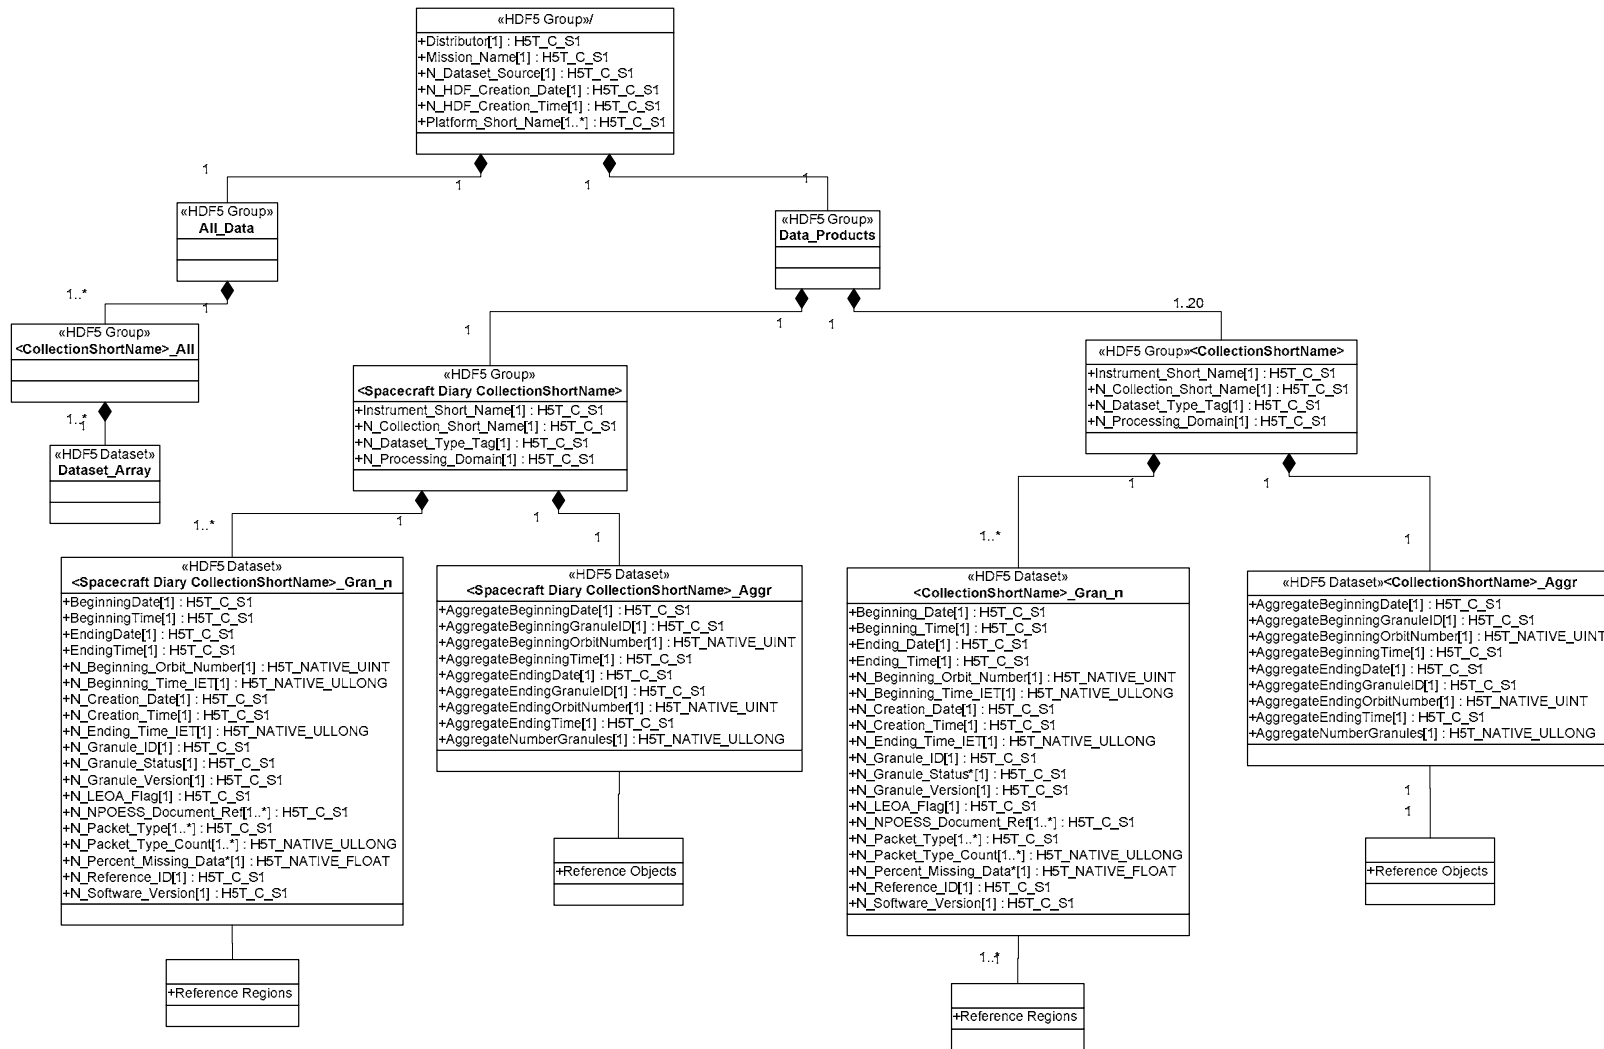 «HDF5 Group»/
+Distributor[1] : H5T_C_S1
+Mission_Name[1] : H5T_C_S1
+N_Dataset_Source[1] : H5T_C_S1
+N_HDF_Creation_Date[1] : H5T_C_S1
+N_HDF_Creation_Time[1] : H5T_C_S1
+Platform_Short_Name[1..*] : H5T_C_S1
1
1
1
1
«HDF5 Group»
All_Data
«HDF5 Group»
Data_Products
1..*
1
«HDF5 Group»
<CollectionShortName>_All
1..*
1
«HDF5 Dataset»
Dataset_Array
1
1
1
1..20
«HDF5 Group»
<Spacecraft Diary CollectionShortName>
+Instrument_Short_Name[1] : H5T_C_S1
+N_Collection_Short_Name[1] : H5T_C_S1
+N_Dataset_Type_Tag[1] : H5T_C_S1
+N_Processing_Domain[1] : H5T_C_S1
«HDF5 Group»<CollectionShortName>
+Instrument_Short_Name[1] : H5T_C_S1
+N_Collection_Short_Name[1] : H5T_C_S1
+N_Dataset_Type_Tag[1] : H5T_C_S1
+N_Processing_Domain[1] : H5T_C_S1
1..*
1
1
1
«HDF5 Dataset»
<Spacecraft Diary CollectionShortName>_Gran_n
+BeginningDate[1] : H5T_C_S1
+BeginningTime[1] : H5T_C_S1
+EndingDate[1] : H5T_C_S1
+EndingTime[1] : H5T_C_S1
+N_Beginning_Orbit_Number[1] : H5T_NATIVE_UINT
+N_Beginning_Time_IET[1] : H5T_NATIVE_ULLONG
+N_Creation_Date[1] : H5T_C_S1
+N_Creation_Time[1] : H5T_C_S1
+N_Ending_Time_IET[1] : H5T_NATIVE_ULLONG
+N_Granule_ID[1] : H5T_C_S1
+N_Granule_Status[1] : H5T_C_S1
+N_Granule_Version[1] : H5T_C_S1
+N_LEOA_Flag[1] : H5T_C_S1
+N_NPOESS_Document_Ref[1..*] : H5T_C_S1
+N_Packet_Type[1..*] : H5T_C_S1
+N_Packet_Type_Count[1..*] : H5T_NATIVE_ULLONG
+N_Percent_Missing_Data*[1] : H5T_NATIVE_FLOAT
+N_Reference_ID[1] : H5T_C_S1
+N_Software_Version[1] : H5T_C_S1
+Reference Regions
«HDF5 Dataset»
<Spacecraft Diary CollectionShortName>_Aggr
+AggregateBeginningDate[1] : H5T_C_S1
+AggregateBeginningGranuleID[1] : H5T_C_S1
+AggregateBeginningOrbitNumber[1] : H5T_NATIVE_UINT
+AggregateBeginningTime[1] : H5T_C_S1
+AggregateEndingDate[1] : H5T_C_S1
+AggregateEndingGranuleID[1] : H5T_C_S1
+AggregateEndingOrbitNumber[1] : H5T_NATIVE_UINT
+AggregateEndingTime[1] : H5T_C_S1
+AggregateNumberGranules[1] : H5T_NATIVE_ULLONG
+Reference Objects
1
1
1..*
1
«HDF5 Dataset»
<CollectionShortName>_Gran_n
+Beginning_Date[1] : H5T_C_S1
+Beginning_Time[1] : H5T_C_S1
+Ending_Date[1] : H5T_C_S1
+Ending_Time[1] : H5T_C_S1
+N_Beginning_Orbit_Number[1] : H5T_NATIVE_UINT
+N_Beginning_Time_IET[1] : H5T_NATIVE_ULLONG
+N_Creation_Date[1] : H5T_C_S1
+N_Creation_Time[1] : H5T_C_S1
+N_Ending_Time_IET[1] : H5T_NATIVE_ULLONG
+N_Granule_ID[1] : H5T_C_S1
+N_Granule_Status*[1] : H5T_C_S1
+N_Granule_Version[1] : H5T_C_S1
+N_LEOA_Flag[1] : H5T_C_S1
+N_NPOESS_Document_Ref[1..*] : H5T_C_S1
+N_Packet_Type[1..*] : H5T_C_S1
+N_Packet_Type_Count[1..*] : H5T_NATIVE_ULLONG
+N_Percent_Missing_Data*[1] : H5T_NATIVE_FLOAT
+N_Reference_ID[1] : H5T_C_S1
+N_Software_Version[1] : H5T_C_S1
1..*
1
+Reference Regions
«HDF5 Dataset»<CollectionShortName>_Aggr
+AggregateBeginningDate[1] : H5T_C_S1
+AggregateBeginningGranuleID[1] : H5T_C_S1
+AggregateBeginningOrbitNumber[1] : H5T_NATIVE_UINT
+AggregateBeginningTime[1] : H5T_C_S1
+AggregateEndingDate[1] : H5T_C_S1
+AggregateEndingGranuleID[1] : H5T_C_S1
+AggregateEndingOrbitNumber[1] : H5T_NATIVE_UINT
+AggregateEndingTime[1] : H5T_C_S1
+AggregateNumberGranules[1] : H5T_NATIVE_ULLONG
1
1
+Reference Objects